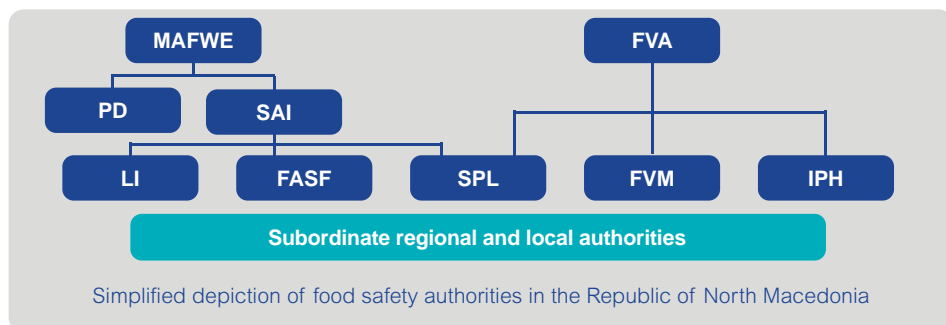 MAFWE
FVA
PD
SAI
LI
FASF
SPL
FVM
IPH
Subordinate regional and local authorities
Simplified depiction of food safety authorities in the Republic of North Macedonia